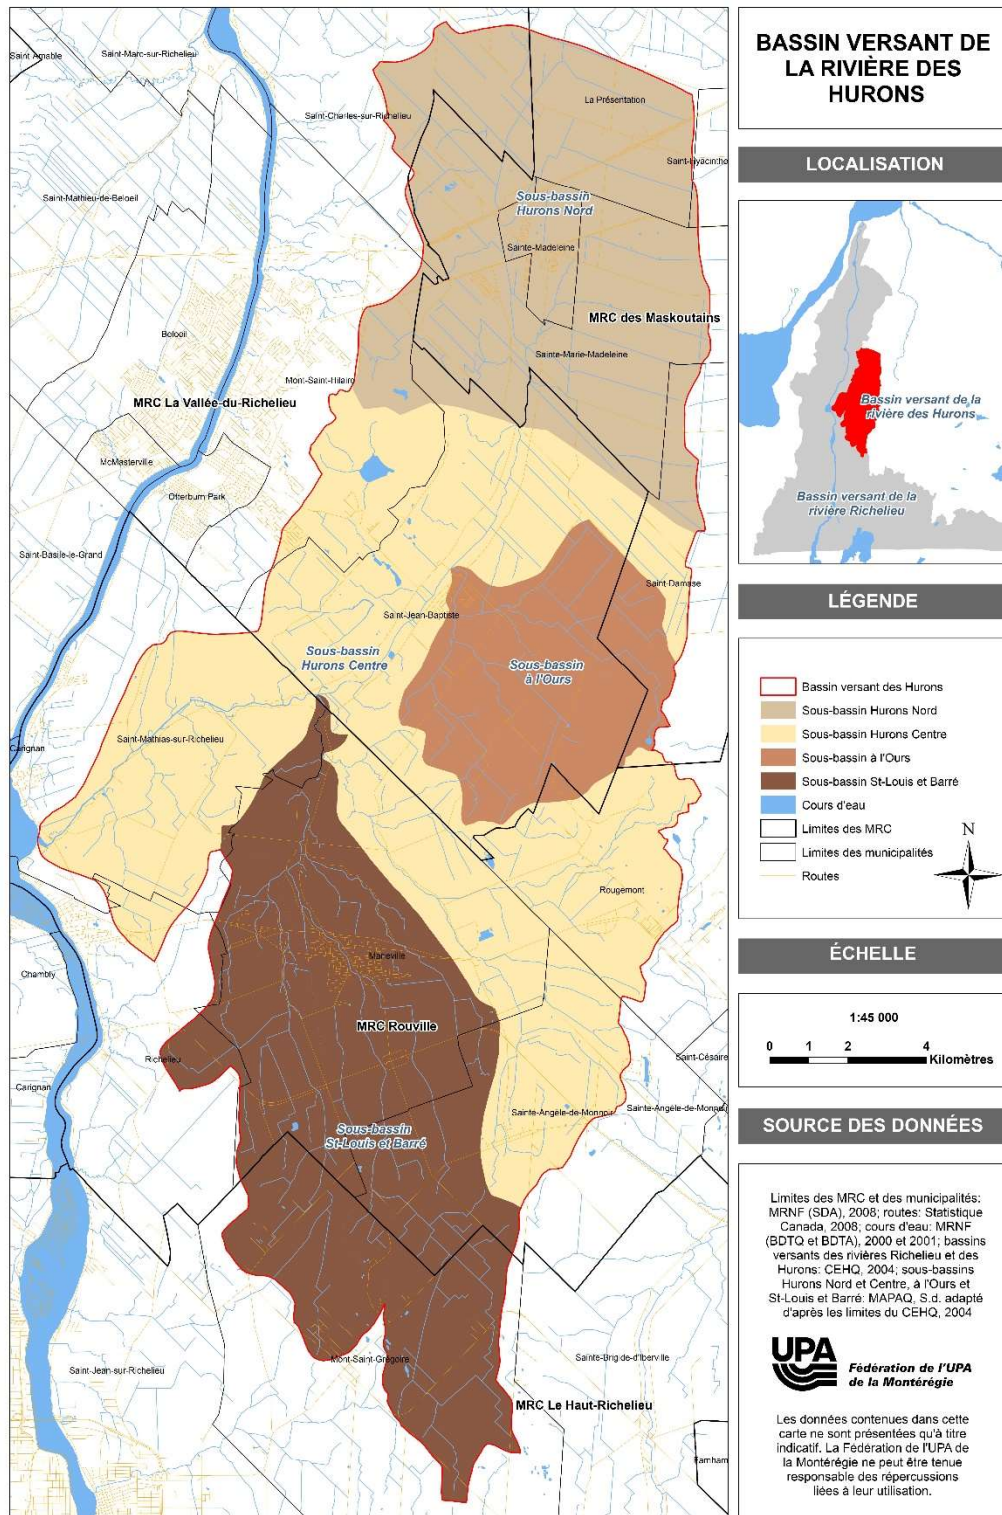 Saint Amable
Saint-Marc-sur-Richelieu
Saint-Charles-sur-Richelieu
La Présentation
Saint-Hyacinthe
Saint-Mathieu-de-Beloeil
Sous-bassin
Hurons Nord
Sainte-Madeleine
MRC des Maskoutains
Beloeil
Sainte-Marie-Madeleine
Mont-Saint-Hilaire
MRC La Vallée-du-Richelieu
McMasterville
Otterburn-Park
Saint-Basile-le-Grand
Saint-Damase
Saint-Jean-Baptiste
Sous-bassin
Hurons Centre
Sous-bassin
à l'Ours
Saint-Mathias-sur-Richelieu
Carignan
Rougemont
Marieville
Chambly
MRC Rouville
Richelieu
Saint-Césaire
Carignan
Sainte-Angèle-de-Monnoir
Sainte-Angèle-de-Monnoir
Sous-bassin
St-Louis et Barré
Mont-Saint-Grégoire
Sainte-Brigide-d'Iberville
Saint-Jean-sur-Richelieu
MRC Le Haut-Richelieu
Farnham
BASSIN VERSANT DE
LA RIVIÈRE DES
HURONS
LOCALISATION
Bassin versant de la
rivière des Hurons
Bassin versant de la
rivière Richelieu
LÉGENDE
Bassin versant des Hurons
Sous-bassin Hurons Nord
Sous-bassin Hurons Centre
Sous-bassin à l'Ours
Sous-bassin St-Louis et Barré
Cours d'eau
Limites des MRC
Limites des municipalités
Routes
N
ÉCHELLE
1:45 000
0 1 2 4
Kilomètres
SOURCE DES DONNÉES
Limites des MRC et des municipalités:
MRNF (SDA), 2008; routes: Statistique
Canada, 2008; cours d'eau: MRNF
(BDTQ et BDTA), 2000 et 2001; bassins
versants des rivières Richelieu et des
Hurons: CEHQ, 2004; sous-bassins
Hurons Nord et Centre, à l'Ours et
St-Louis et Barré: MAPAQ, S.d. adapté
d'après les limites du CEHQ, 2004
UPA
Fédération de l'UPA
de la Montérégie
Les données contenues dans cette
carte ne sont présentées qu'à titre
indicatif. La Fédération de l'UPA de
la Montérégie ne peut être tenue
responsable des répercussions
liées à leur utilisation.